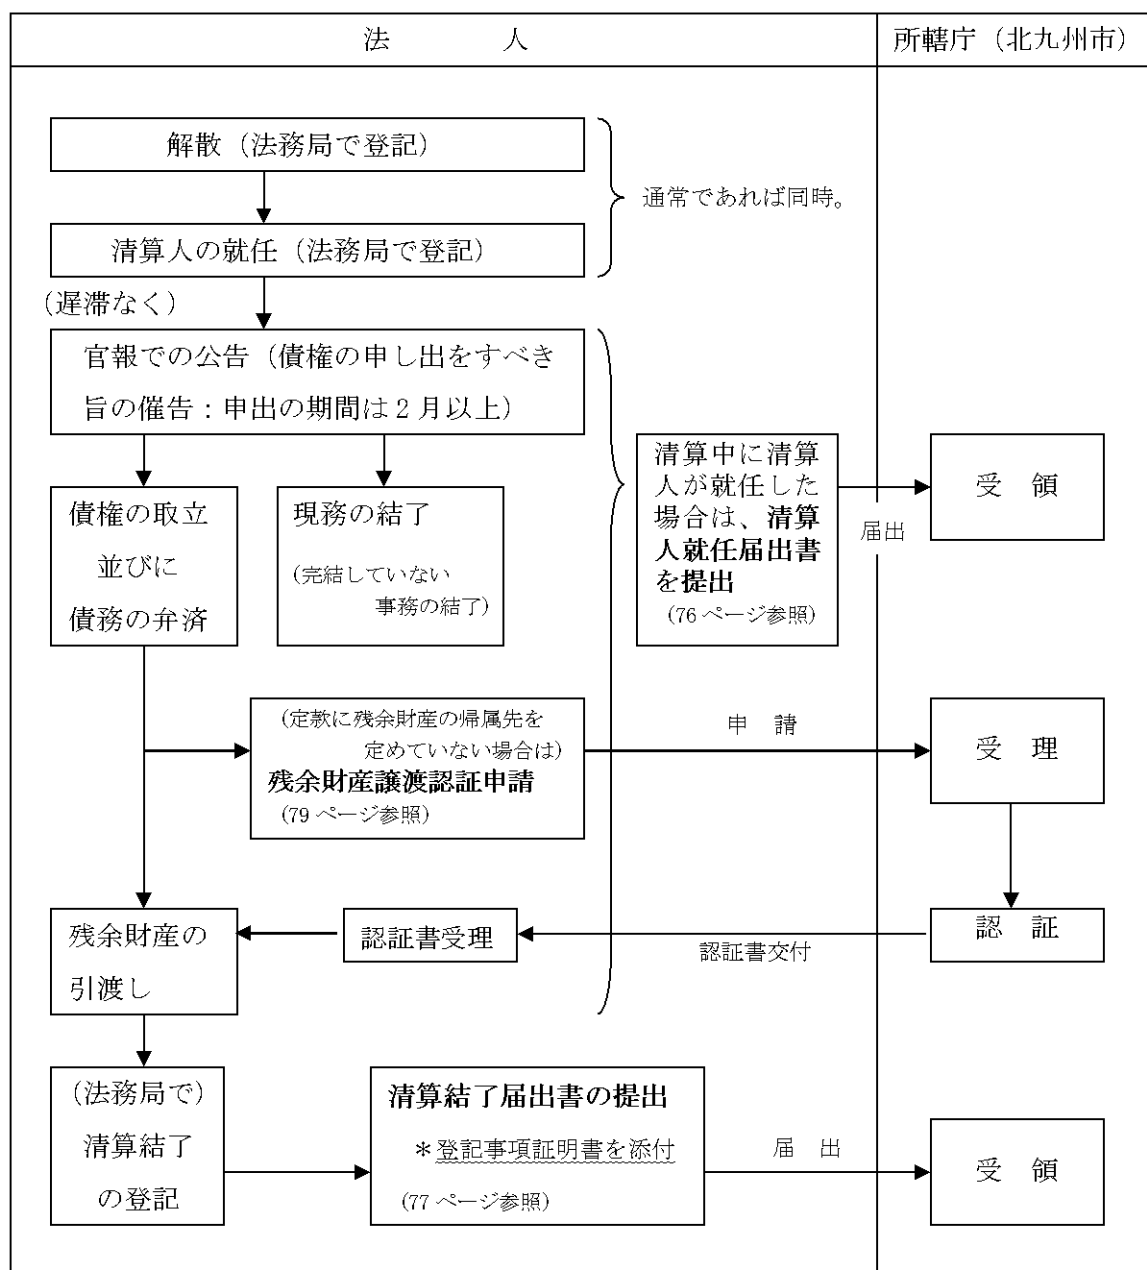 法　　人
所轄庁（北九州市）
解散（法務局で登記）
通常であれば同時。
清算人の就任（法務局で登記）
（遅滞なく）
官報での公告（債権の申し出をすべき
旨の催告：申出の期間は2月以上）
債権の取立
並びに
債務の弁済
現務の結了
（完結していない
事務の結了）
清算中に清算
人が就任した
場合は、清算
人就任届出書
を提出
（76ページ参照）
届出
受　領
（定款に残余財産の帰属先を
定めていない場合は）
残余財産譲渡認証申請
（79ページ参照）
申　請
受　理
残余財産の
引渡し
認証書受理
認証書交付
認　証
（法務局で）
清算結了
の登記
清算結了届出書の提出
＊登記事項証明書を添付
（77ページ参照）
届　出
受　領